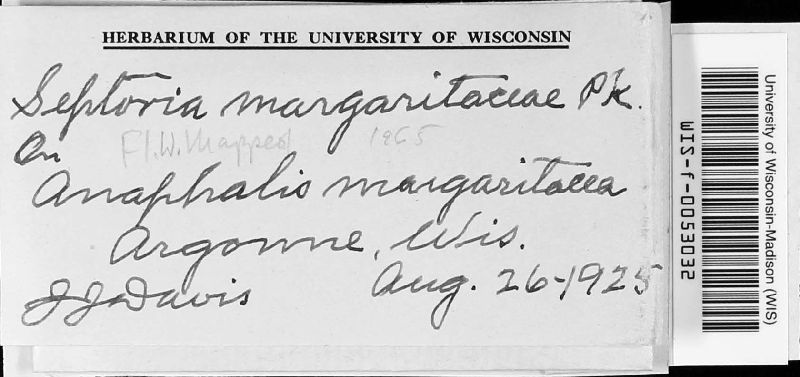 HERBARIUM OF THE UNIVERSITY OF WISCONSIN
Septoria margaritaceae Pk.
On Fl. W. Mapped 1965
Anaphalis margaritacea
Argonne, Wis.
J J Davis Aug. 26-1925
WIS-f-0053032
University of Wisconsin-Madison (WIS)